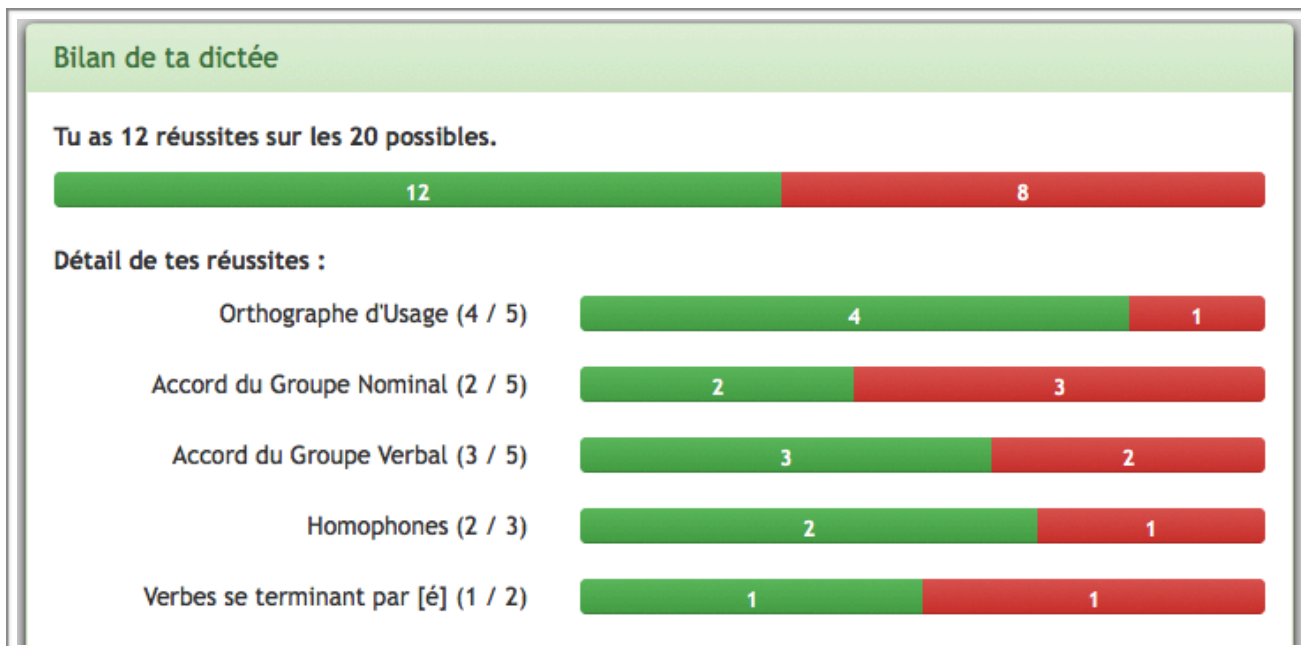 Bilan de ta dictée
Tu as 12 réussites sur les 20 possibles.
12 8
Détail de tes réussites :
Orthographe d'Usage (4 / 5) 4 1
Accord du Groupe Nominal (2 / 5) 2 3
Accord du Groupe Verbal (3 / 5) 3 2
Homophones (2 / 3) 2 1
Verbes se terminant par [é] (1 / 2) 1 1